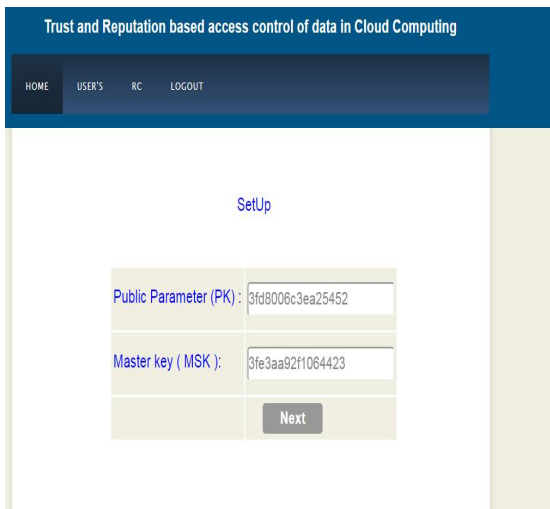 Trust and Reputation based access control of data in Cloud Computing
HOME USER'S RC LOGOUT
SetUp
Public Parameter (PK) : 3fd8006c3ea25452
Master key ( MSK ): 3fe3aa92f1064423
Next